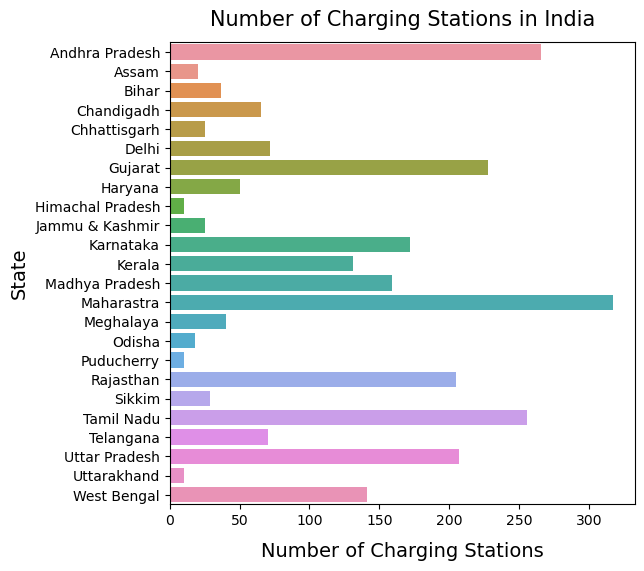 Number of Charging Stations in India
Andhra Pradesh
Assam
Bihar
Chandigadh
Chhattisgarh
Delhi
Gujarat
Haryana
Himachal Pradesh
Jammu & Kashmir
Karnataka
Kerala
Madhya Pradesh
Maharastra
Meghalaya
Odisha
Puducherry
Rajasthan
Sikkim
Tamil Nadu
Telangana
Uttar Pradesh
Uttarakhand
West Bengal
State
0 50 100 150 200 250 300
Number of Charging Stations